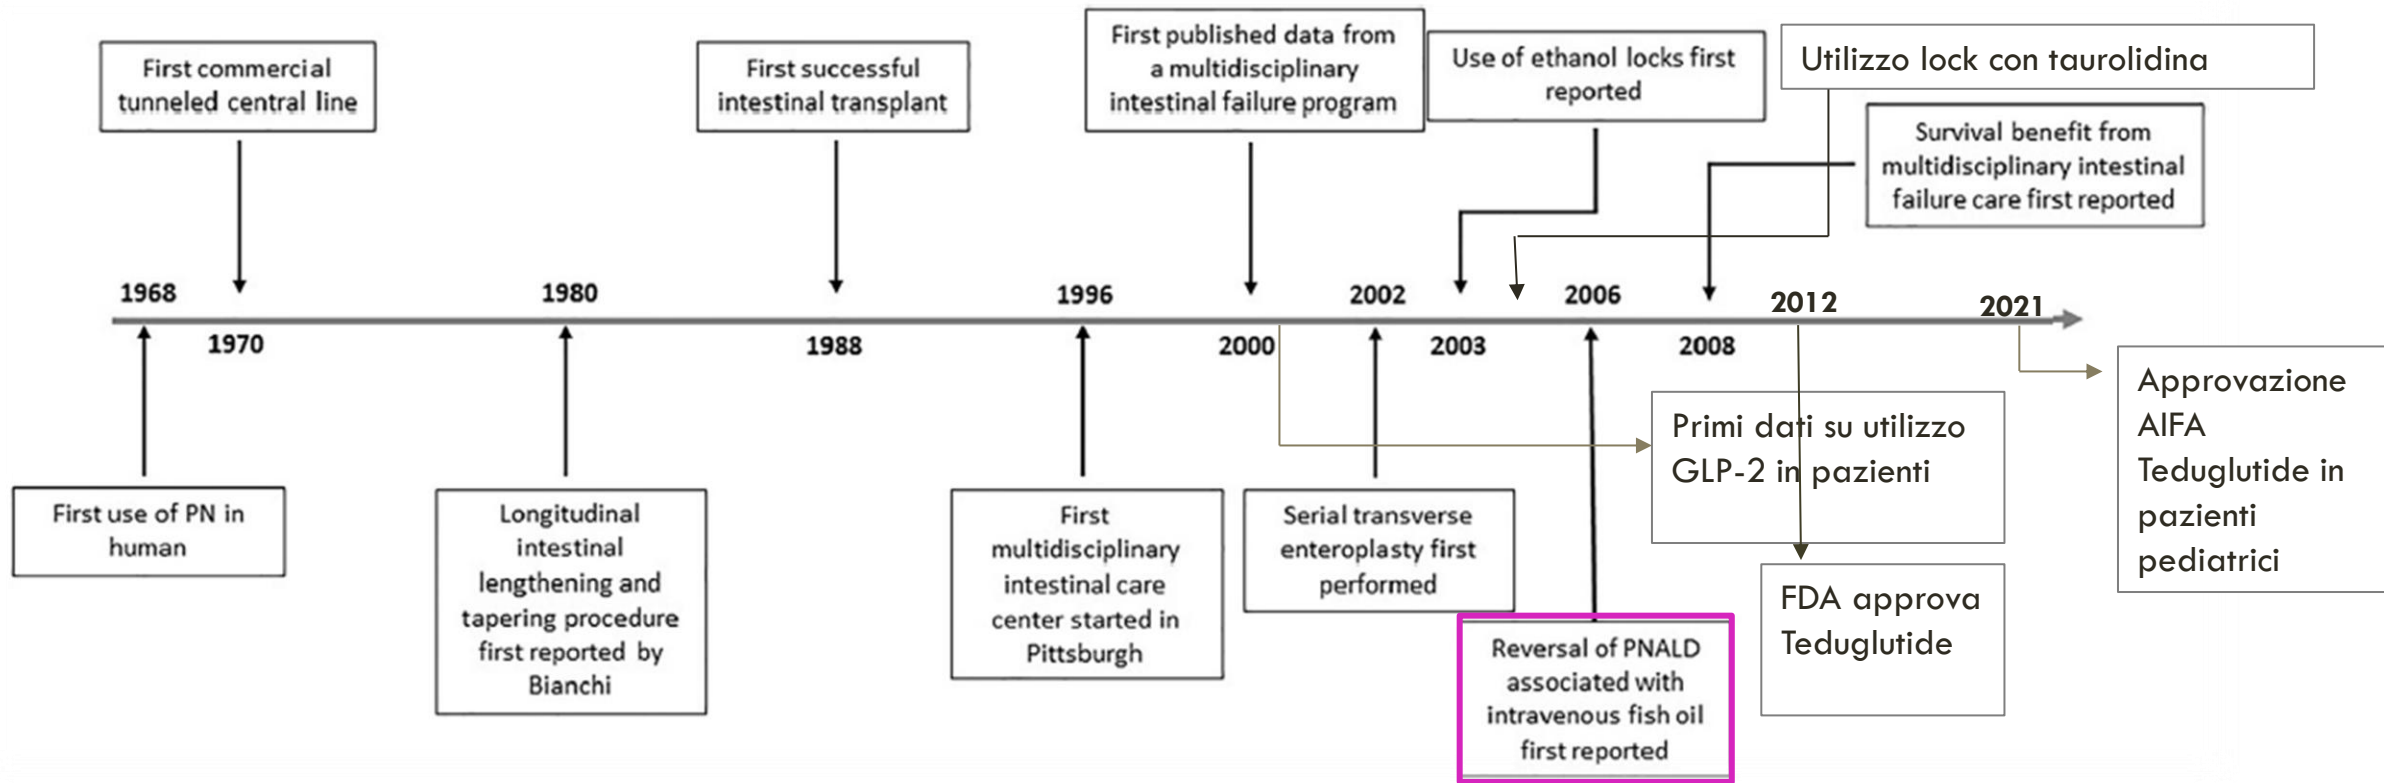 First commercial
tunneled central line
First successful
intestinal transplant
First published data from
a multidisciplinary
intestinal failure program
Use of ethanol locks first
reported
Utilizzo lock con taurolidina
Survival benefit from
multidisciplinary intestinal
failure care first reported
1968
1980
1996
2002
2006
2012
2021
1970
1988
2000
2003
2008
First use of PN in
human
Longitudinal
intestinal
lengthening and
tapering procedure
first reported by
Bianchi
First
multidisciplinary
intestinal care
center started in
Pittsburgh
Serial transverse
enteroplasty first
performed
Reversal of PNALD
associated with
intravenous fish oil
first reported
Primi dati su utilizzo
GLP-2 in pazienti
FDA approva
Teduglutide
Approvazione
AIFA
Teduglutide in
pazienti
pediatrici